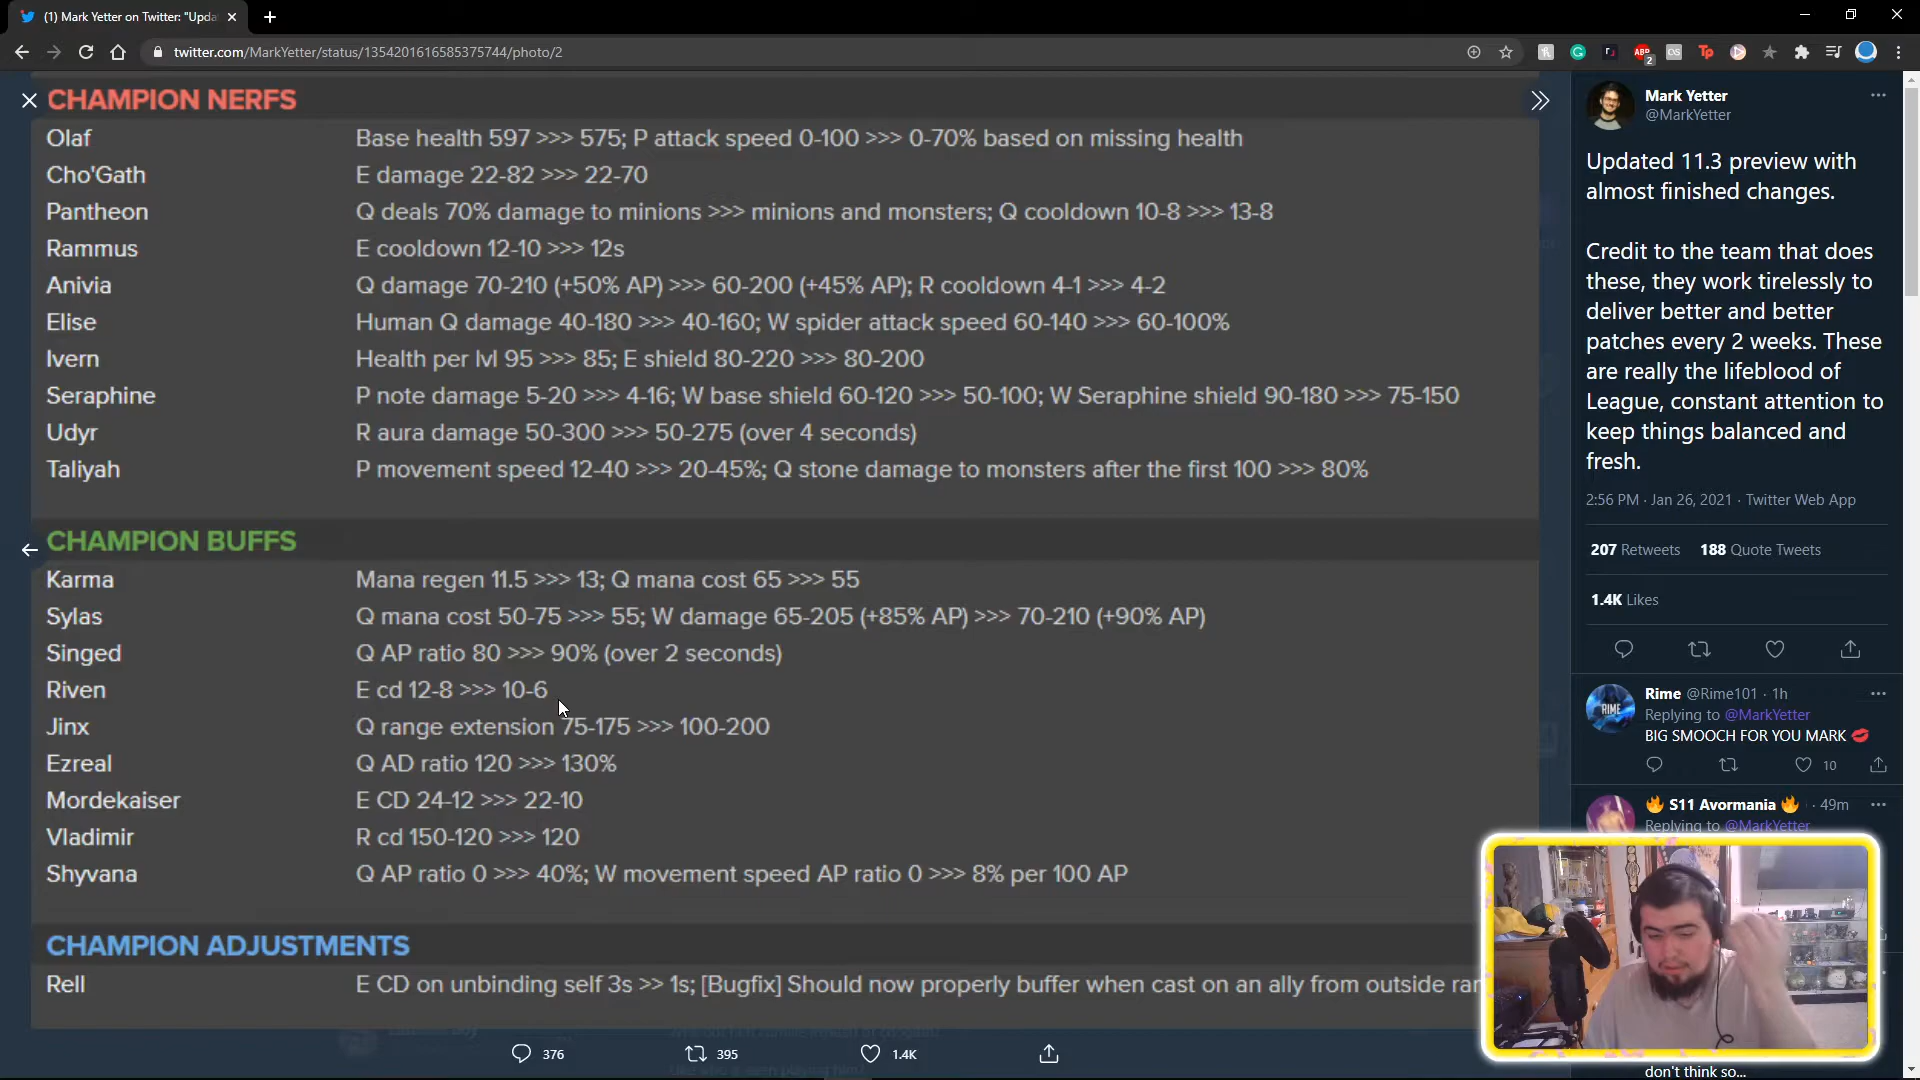 (1) Mark Yetter on Twitter: "Upda
twitter.com/MarkYetter/status/1354201616585375744/photo/2
CHAMPION NERFS
Olaf Base health 597 >>> 575; P attack speed 0-100 >>> 0-70% based on missing health
Cho'Gath E damage 22-82 >>> 22-70
Pantheon Q deals 70% damage to minions >>> minions and monsters; Q cooldown 10-8 >>> 13-8
Rammus E cooldown 12-10 >>> 12s
Anivia Q damage 70-210 (+50% AP) >>> 60-200 (+45% AP); R cooldown 4-1 >>> 4-2
Elise Human Q damage 40-180 >>> 40-160; W spider attack speed 60-140 >>> 60-100%
Ivern Health per lvl 95 >>> 85; E shield 80-220 >>> 80-200
Seraphine P note damage 5-20 >>> 4-16; W base shield 60-120 >>> 50-100; W Seraphine shield 90-180 >>> 75-150
Udyr R aura damage 50-300 >>> 50-275 (over 4 seconds)
Taliyah P movement speed 12-40 >>> 20-45%; Q stone damage to monsters after the first 100 >>> 80%
CHAMPION BUFFS
Karma Mana regen 11.5 >>> 13; Q mana cost 65 >>> 55
Sylas Q mana cost 50-75 >>> 55; W damage 65-205 (+85% AP) >>> 70-210 (+90% AP)
Singed Q AP ratio 80 >>> 90% (over 2 seconds)
Riven E cd 12-8 >>> 10-6
Jinx Q range extension 75-175 >>> 100-200
Ezreal Q AD ratio 120 >>> 130%
Mordekaiser E CD 24-12 >>> 22-10
Vladimir R cd 150-120 >>> 120
Shyvana Q AP ratio 0 >>> 40%; W movement speed AP ratio 0 >>> 8% per 100 AP
CHAMPION ADJUSTMENTS
Rell E CD on unbinding self 3s >> 1s; [Bugfix] Should now properly buffer when cast on an ally from outside ran
376 395 1.4K
Mark Yetter
@MarkYetter
Updated 11.3 preview with
almost finished changes.
Credit to the team that does
these, they work tirelessly to
deliver better and better
patches every 2 weeks. These
are really the lifeblood of
League, constant attention to
keep things balanced and
fresh.
2:56 PM · Jan 26, 2021 · Twitter Web App
207 Retweets 188 Quote Tweets
1.4K Likes
Rime @Rime101 · 1h
Replying to @MarkYetter
BIG SMOOCH FOR YOU MARK 💋
10
🔥 S11 Avormania 🔥 · 49m
Replying to @MarkYetter
don't think so...